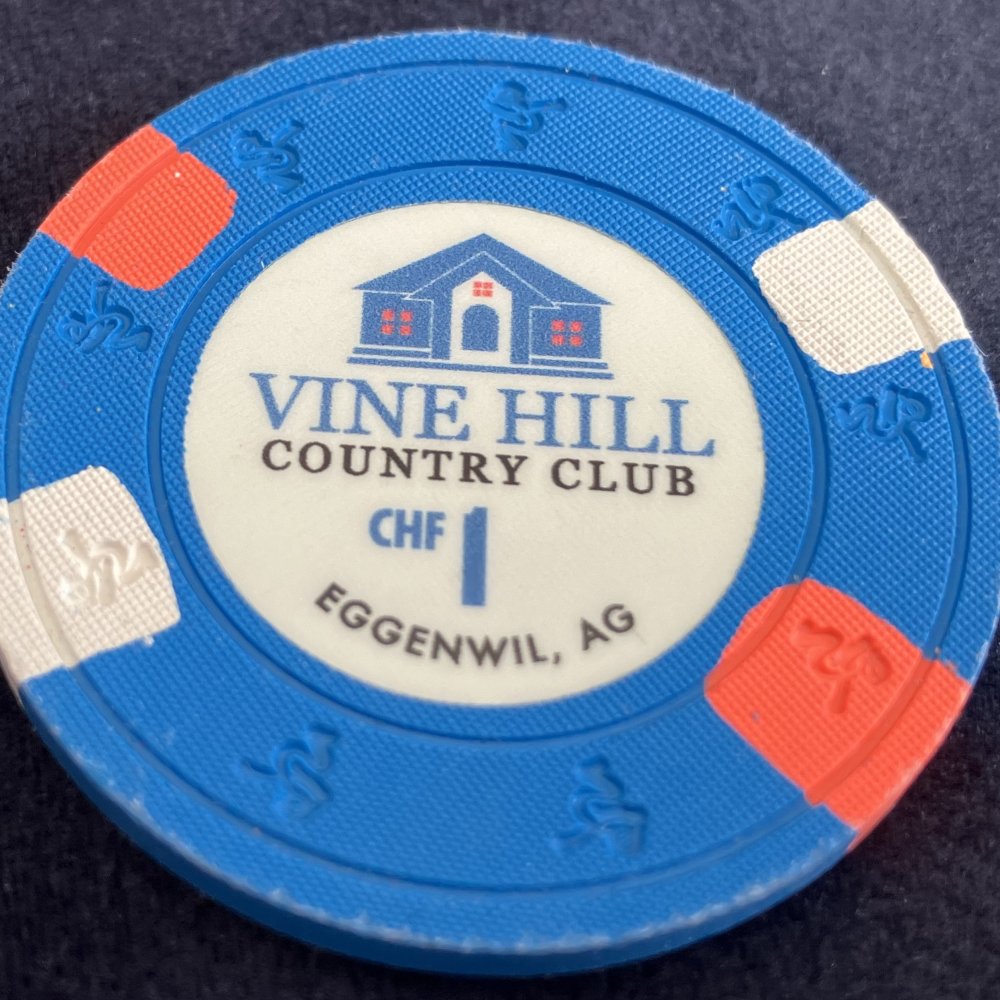 VINE HILL
COUNTRY CLUB
CHF 1
EGGENWIL, AG